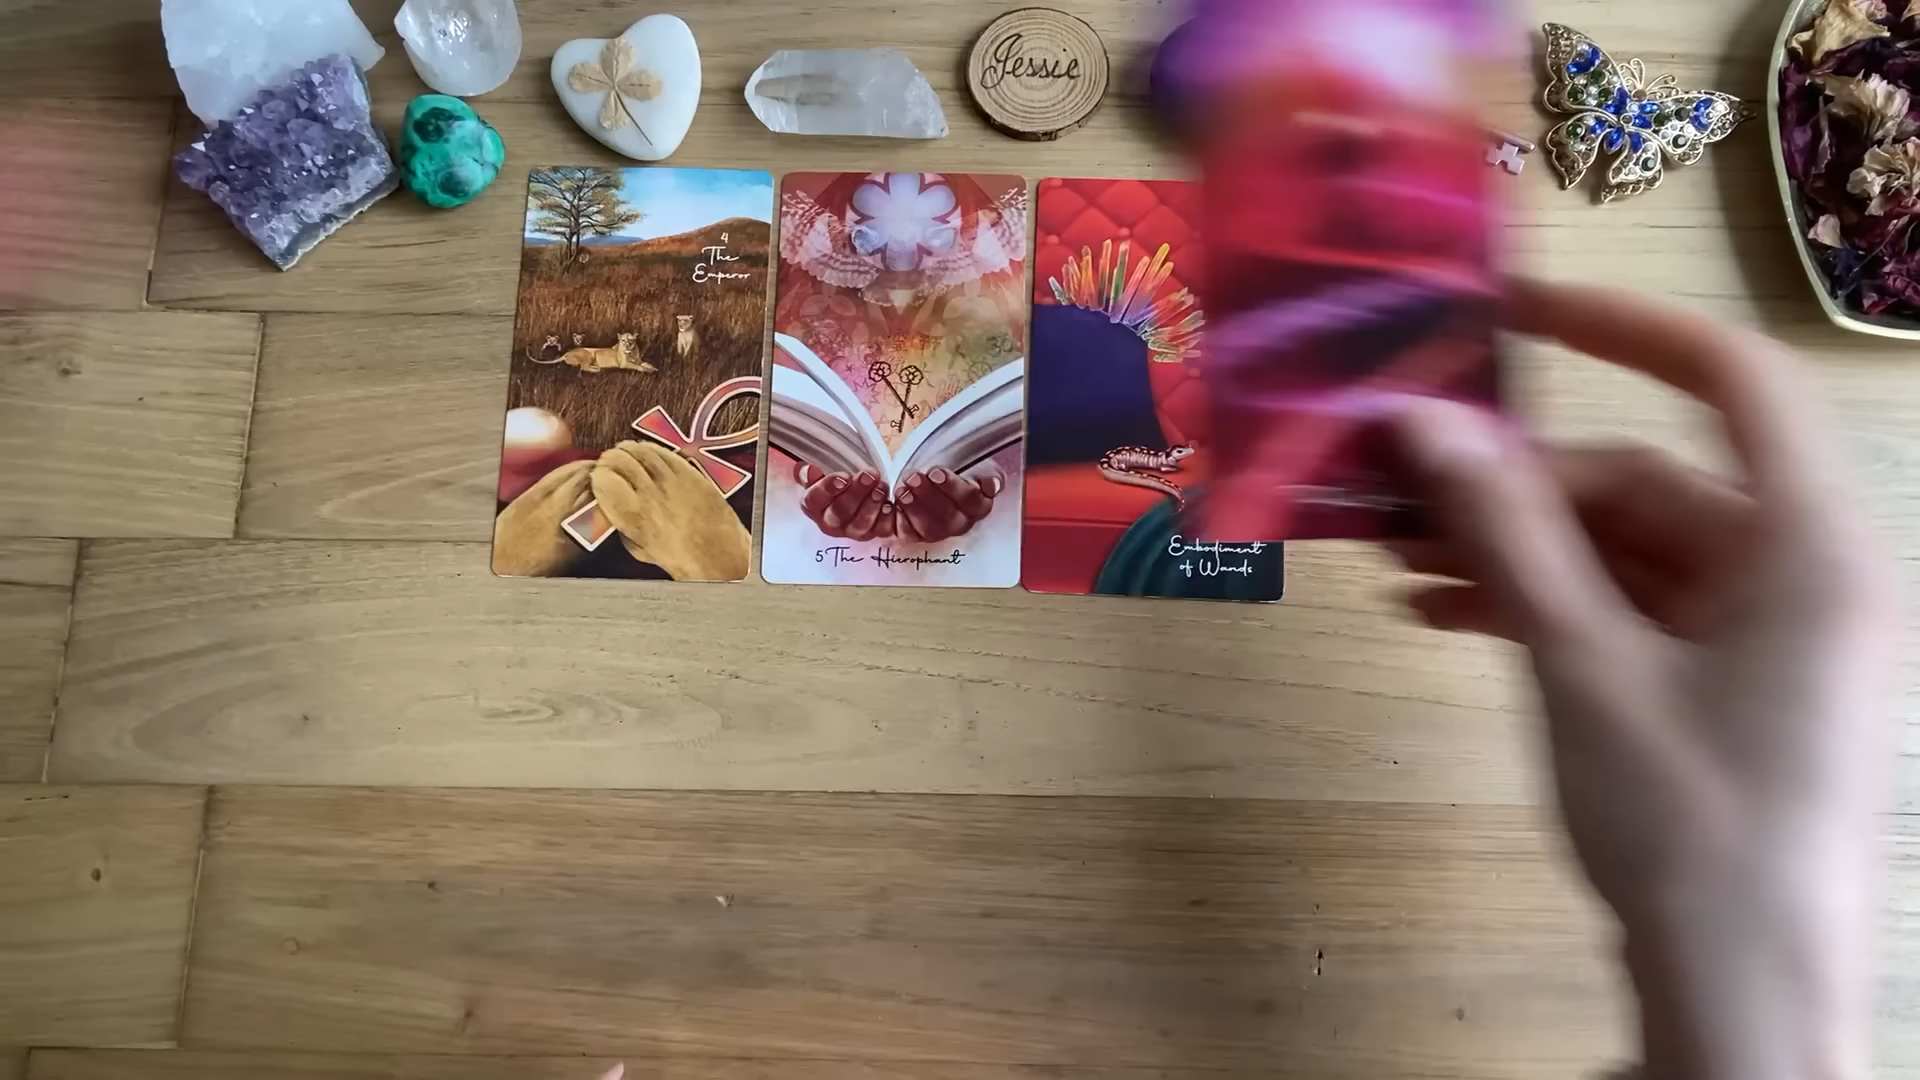 Jessie
4
The
Emperor
5 The Hierophant
Embodiment
of Wands